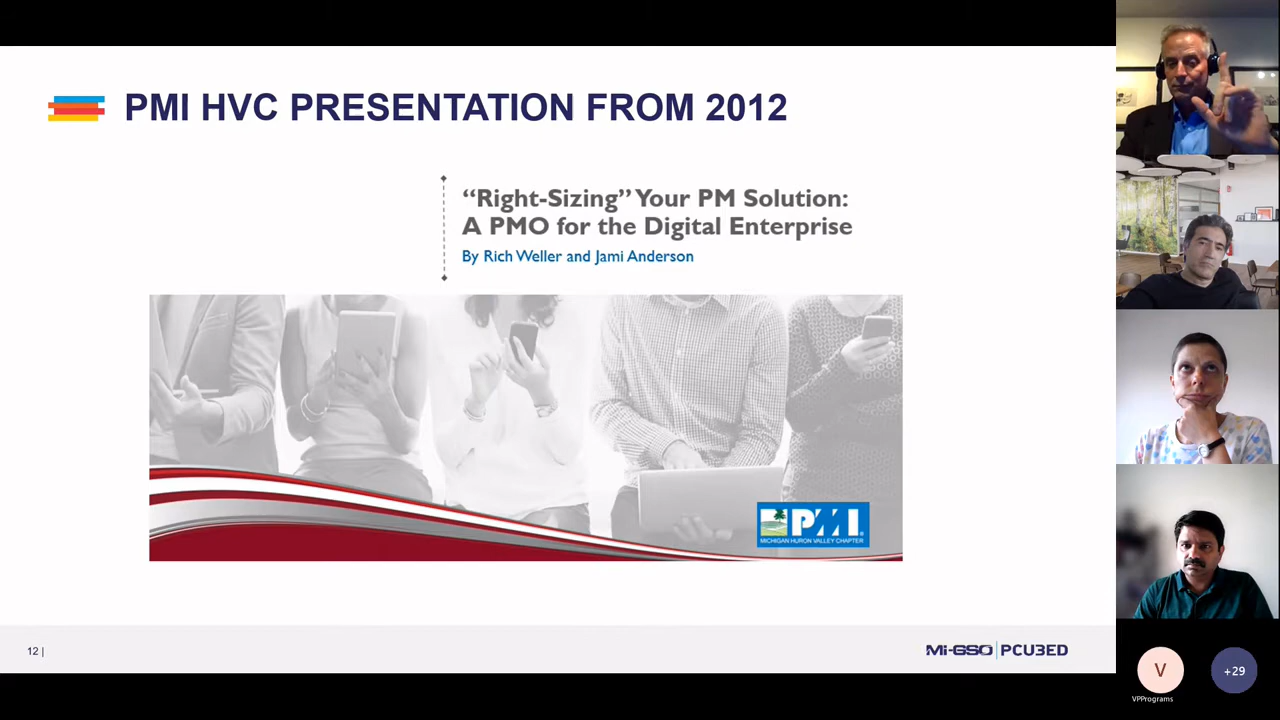 PMI HVC PRESENTATION FROM 2012
“Right-Sizing” Your PM Solution:
A PMO for the Digital Enterprise
By Rich Weller and Jami Anderson
PMI
MICHIGAN HURON VALLEY CHAPTER
12 |
Mi-GSO | PCUBED
V
+29
VPPrograms